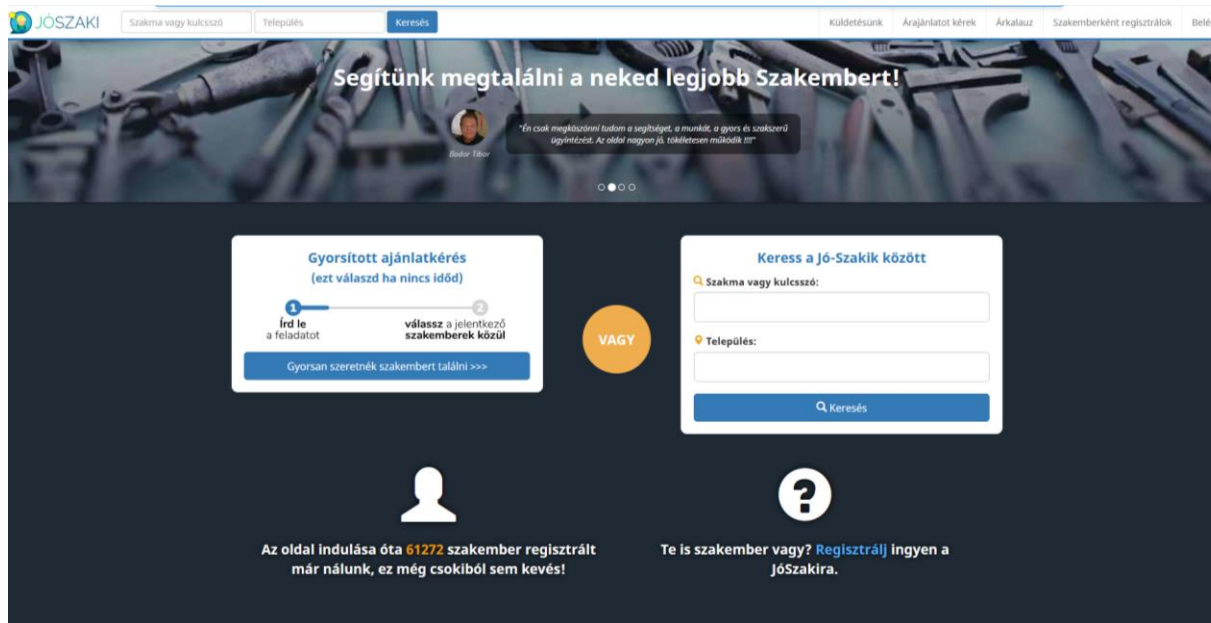 JÓSZAKI Szakma vagy kulcsszó Település Keresés Küldetésünk Árajánlatot kérek Árkalauz Szakemberként regisztrálok Belé
Segítünk megtalálni a neked legjobb Szakembert!
"Én csak megköszönni tudom a segítséget, a munkát, a gyors és szakszerű
ügyintézést. Az oldal nagyon jó, tökéletesen működik !!!!"
Bodor Tibor
Gyorsított ajánlatkérés
(ezt válaszd ha nincs időd)
1 2
Írd le
a feladatot
válassz a jelentkező
szakemberek közül
Gyorsan szeretnék szakembert találni >>>
VAGY
Keress a Jó-Szakik között
Szakma vagy kulcsszó:
Település:
Keresés
Az oldal indulása óta 61272 szakember regisztrált
már nálunk, ez még csokiból sem kevés!
?
Te is szakember vagy? Regisztrálj ingyen a
JóSzakira.